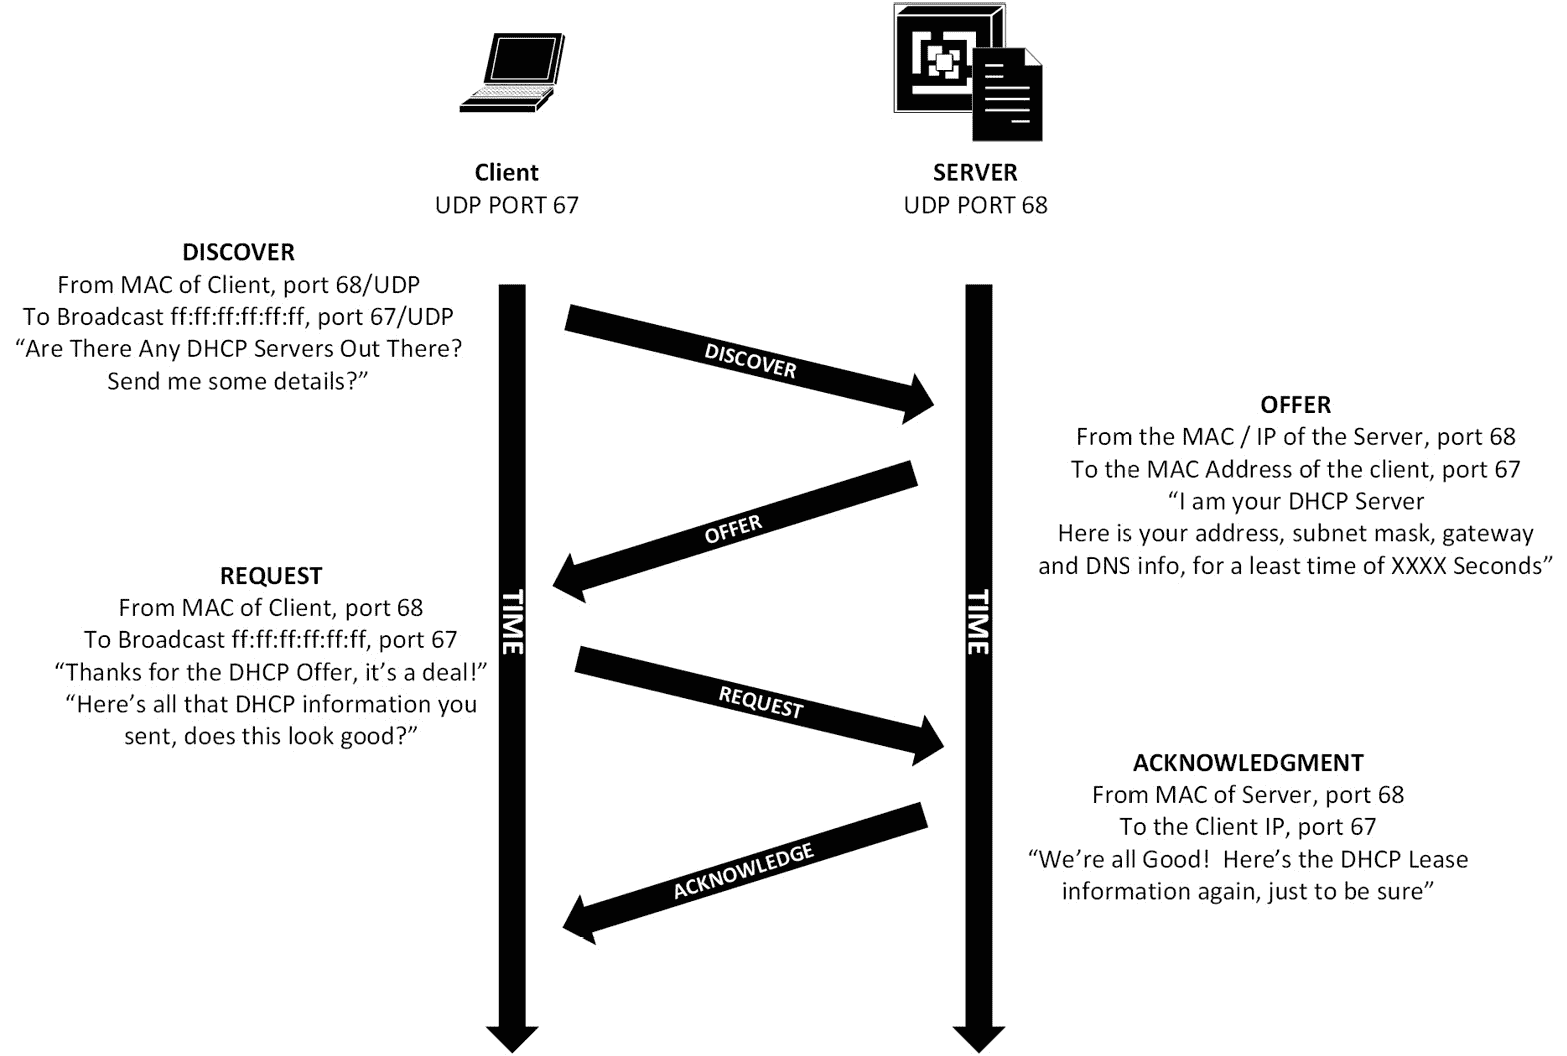 Client
UDP PORT 67
SERVER
UDP PORT 68
DISCOVER
From MAC of Client, port 68/UDP
To Broadcast ff:ff:ff:ff:ff:ff, port 67/UDP
“Are There Any DHCP Servers Out There?
Send me some details?”
DISCOVER
OFFER
From the MAC / IP of the Server, port 68
To the MAC Address of the client, port 67
“I am your DHCP Server
Here is your address, subnet mask, gateway
and DNS info, for a least time of XXXX Seconds”
OFFER
REQUEST
From MAC of Client, port 68
To Broadcast ff:ff:ff:ff:ff:ff, port 67
“Thanks for the DHCP Offer, it’s a deal!”
“Here’s all that DHCP information you
sent, does this look good?”
TIME
TIME
REQUEST
ACKNOWLEDGMENT
From MAC of Server, port 68
To the Client IP, port 67
“We’re all Good!  Here’s the DHCP Lease
information again, just to be sure”
ACKNOWLEDGE